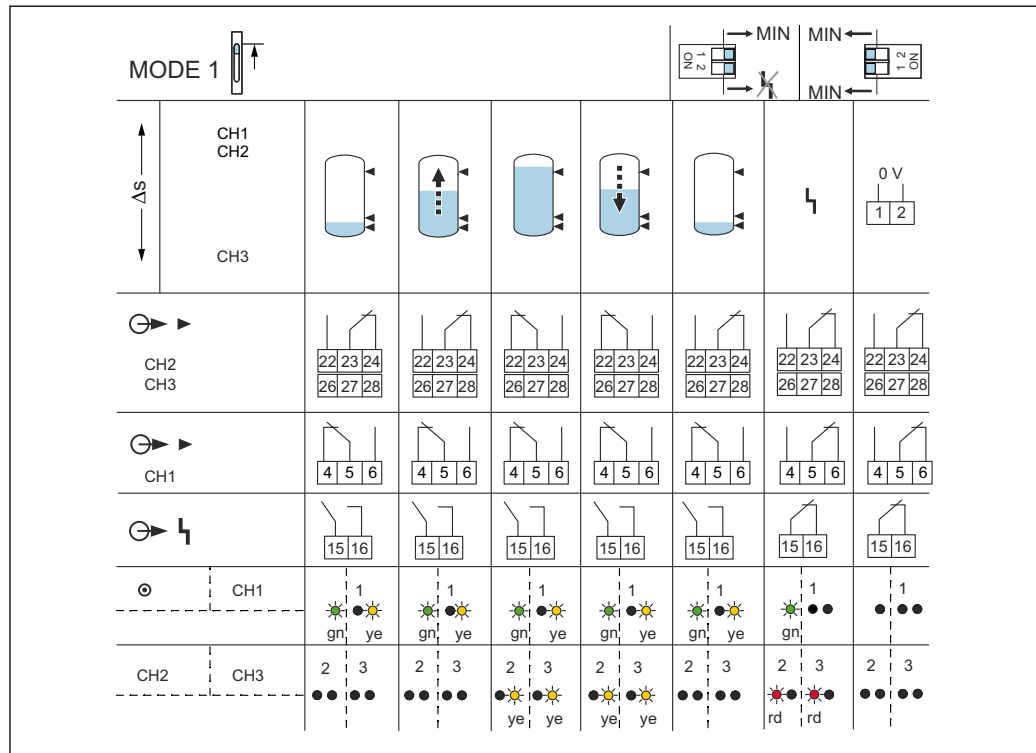 MIN MIN
1 2
ON
1 2
ON
MODE 1
MIN
CH1
CH2
Δs
CH3
0 V
1 2
CH2
CH3
22 23 24 22 23 24 22 23 24 22 23 24 22 23 24 22 23 24 22 23 24
26 27 28 26 27 28 26 27 28 26 27 28 26 27 28 26 27 28 26 27 28
CH1
4 5 6 4 5 6 4 5 6 4 5 6 4 5 6 4 5 6 4 5 6
15 16 15 16 15 16 15 16 15 16 15 16 15 16
CH1 1 1 1 1 1 1 1
gn ye gn ye gn ye gn ye gn ye gn
CH2 CH3 2 3 2 3 2 3 2 3 2 3 2 3 2 3
ye ye ye ye rd rd